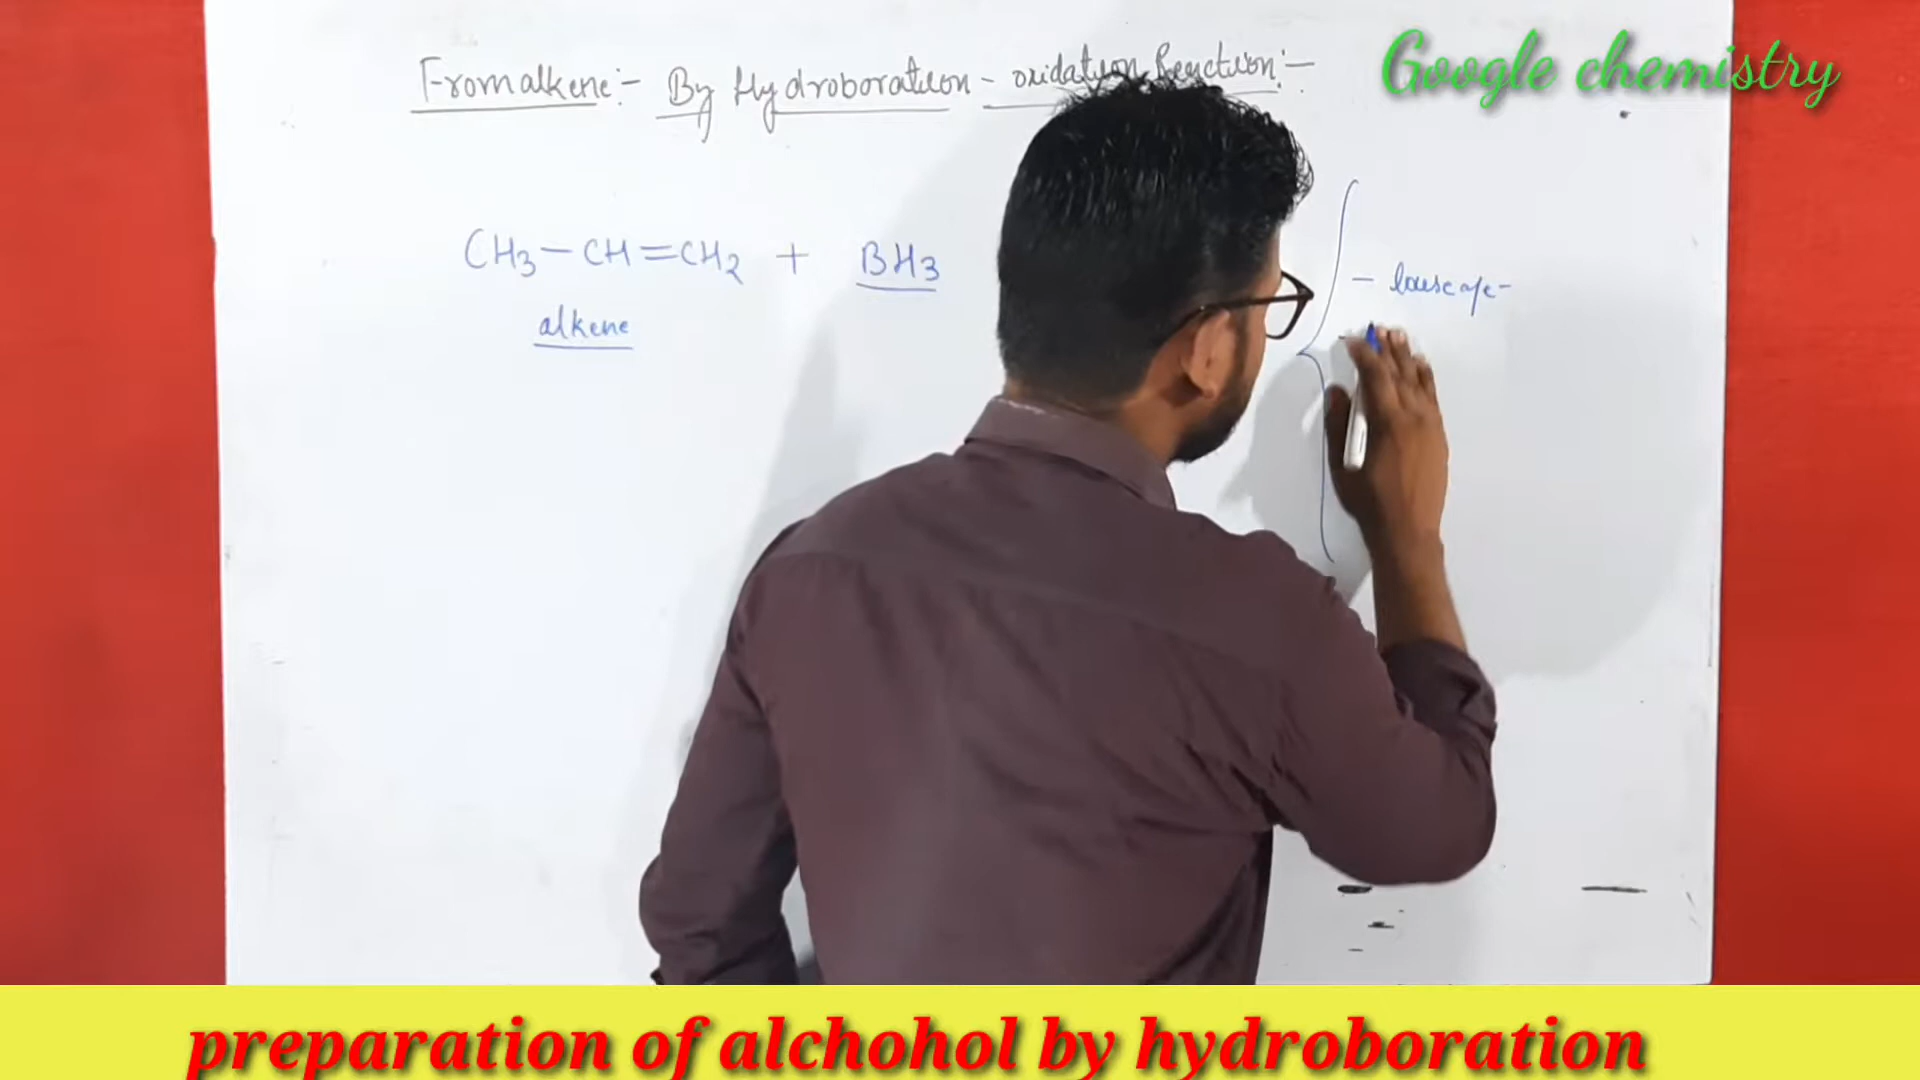 Google chemistry
From alkene:- By Hydroboration - oxidation Reaction:-
CH3-CH=CH2 + BH3
alkene
preparation of alchohol by hydroboration